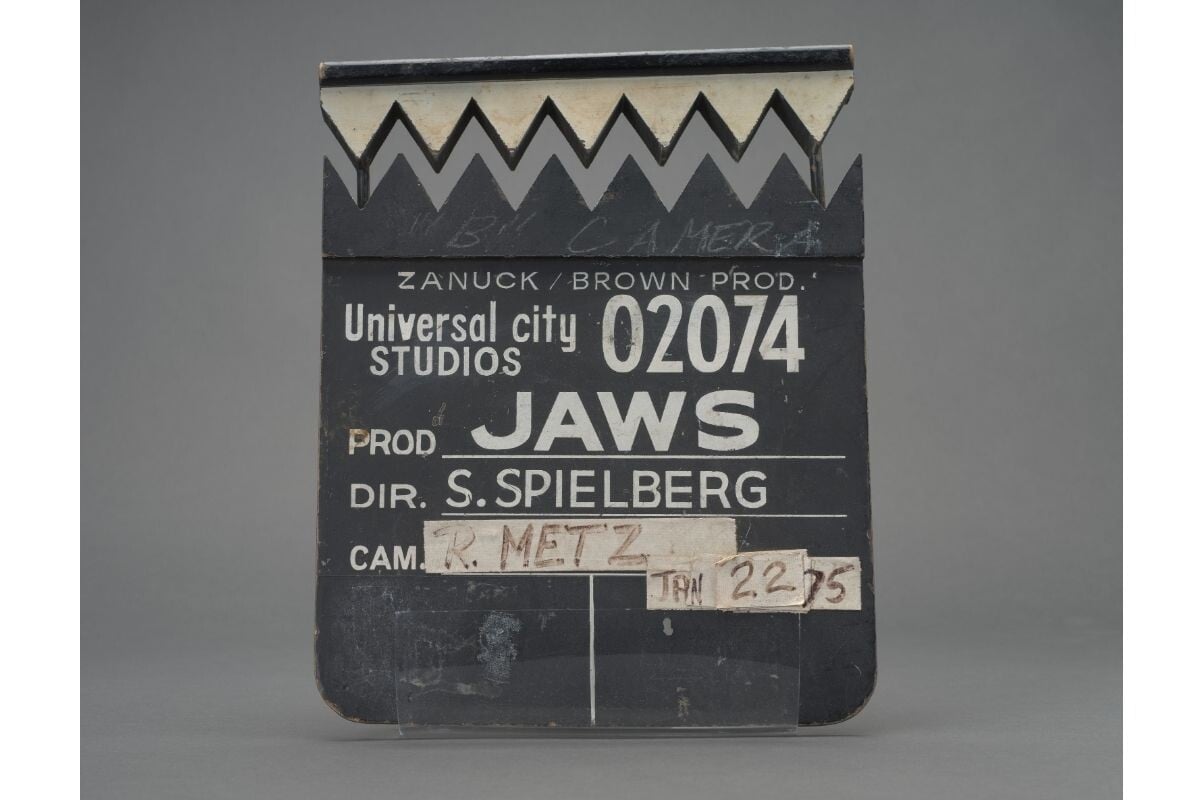 "B" CAMERA
ZANUCK / BROWN PROD.
Universal city 02074
STUDIOS
PROD JAWS
DIR. S. SPIELBERG
CAM. R. METZ
JAN 22 75